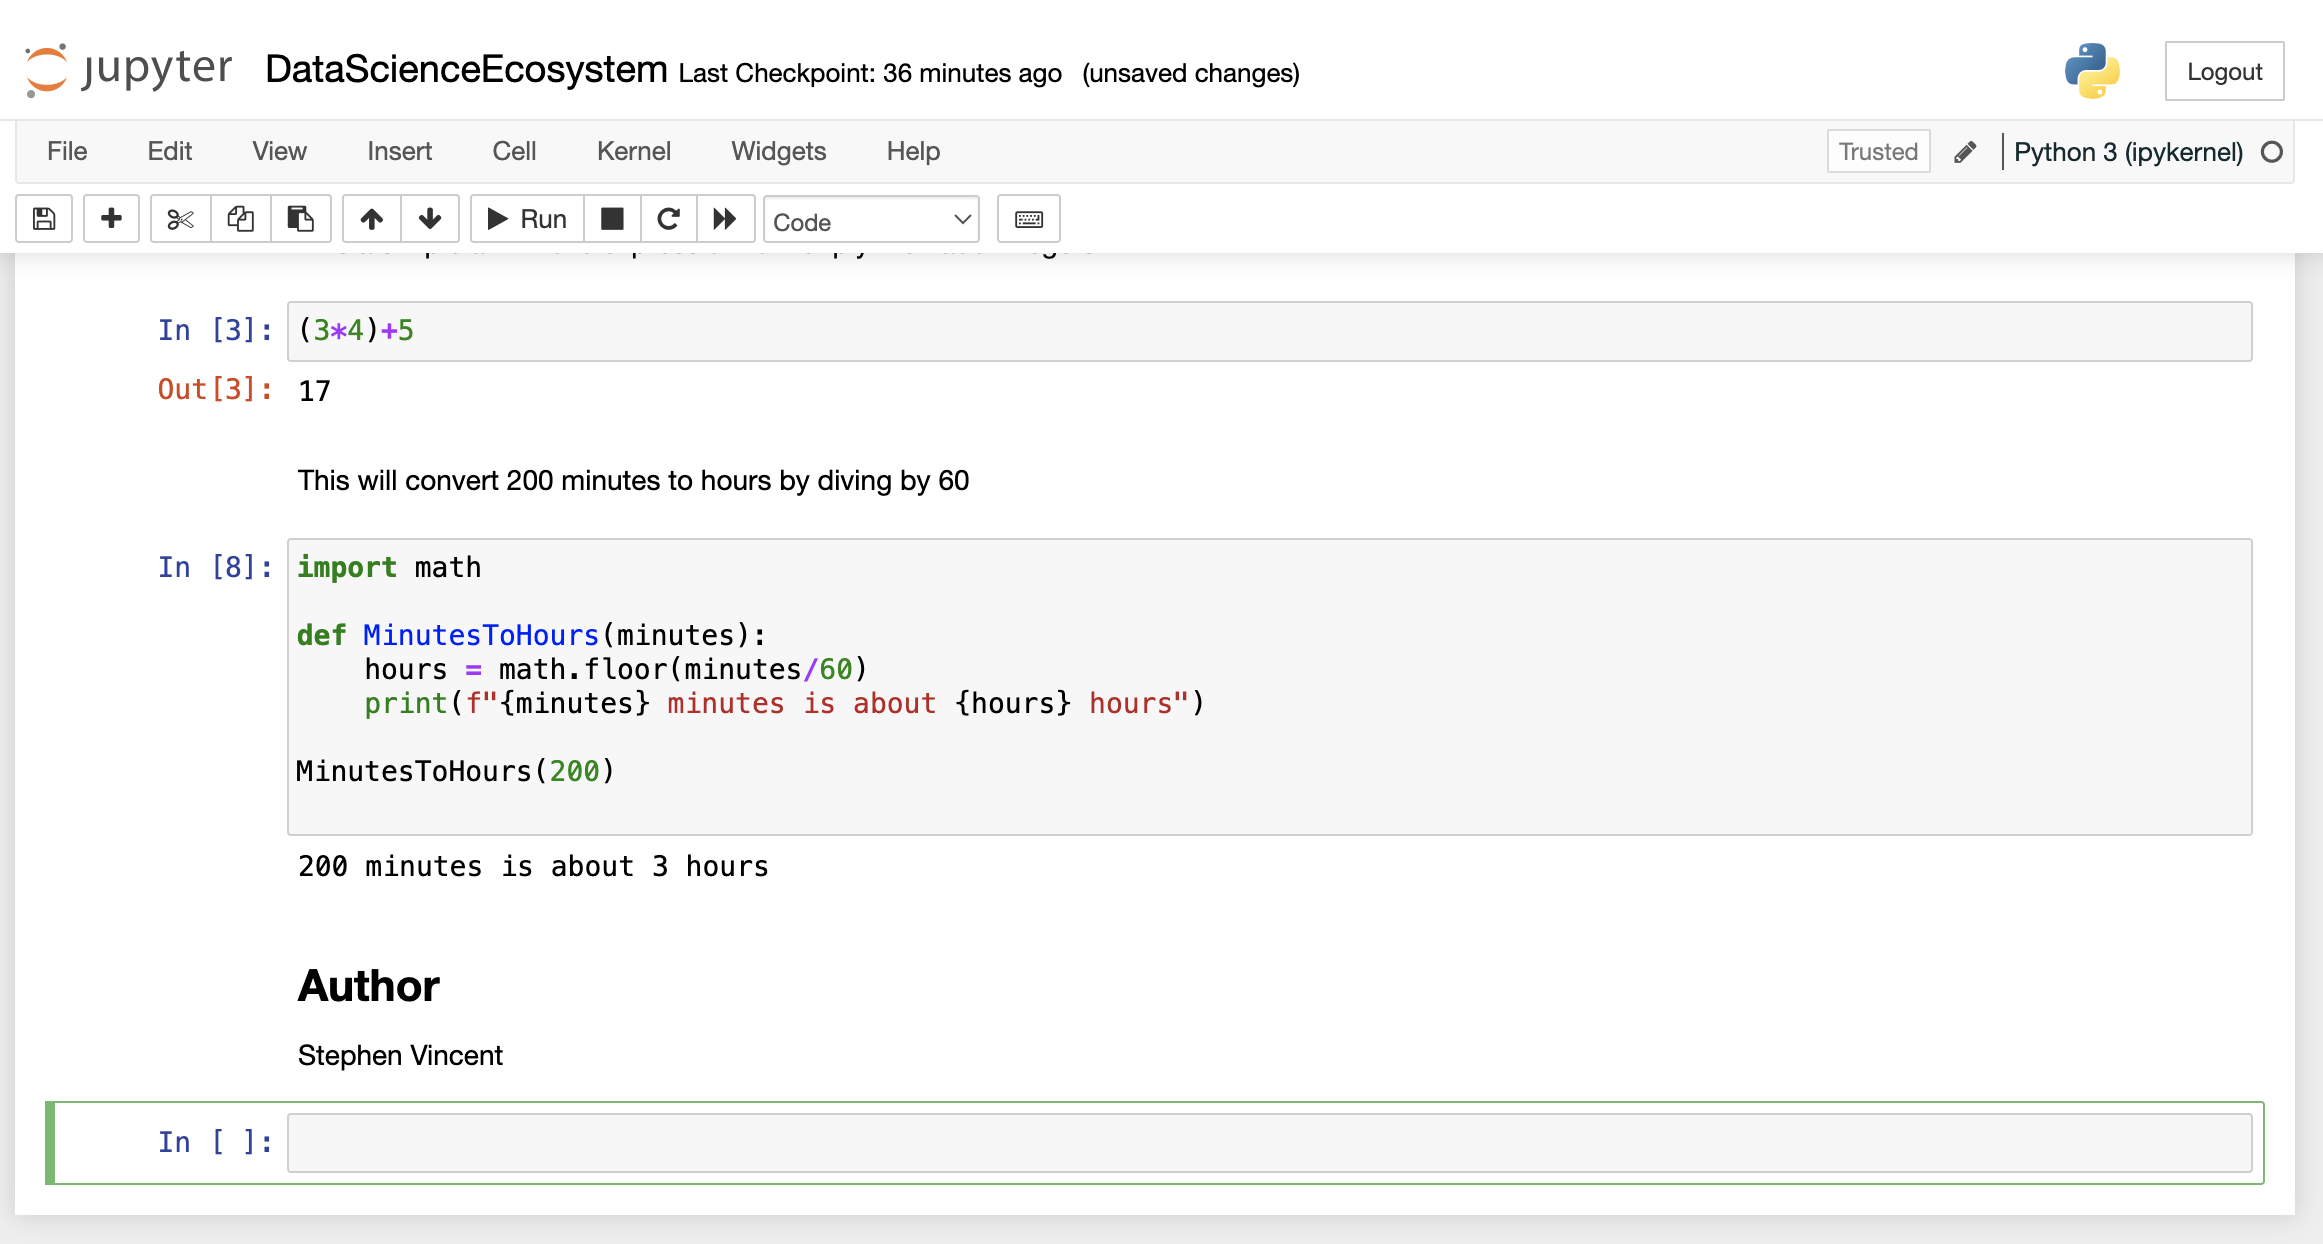 jupyter DataScienceEcosystem Last Checkpoint: 36 minutes ago (unsaved changes)
Logout
File Edit View Insert Cell Kernel Widgets Help
Trusted Python 3 (ipykernel)
Run Code
In [3]: (3*4)+5
Out[3]: 17
This will convert 200 minutes to hours by diving by 60
In [8]: import math
def MinutesToHours(minutes):
    hours = math.floor(minutes/60)
    print(f"{minutes} minutes is about {hours} hours")
MinutesToHours(200)
200 minutes is about 3 hours
Author
Stephen Vincent
In [ ]: